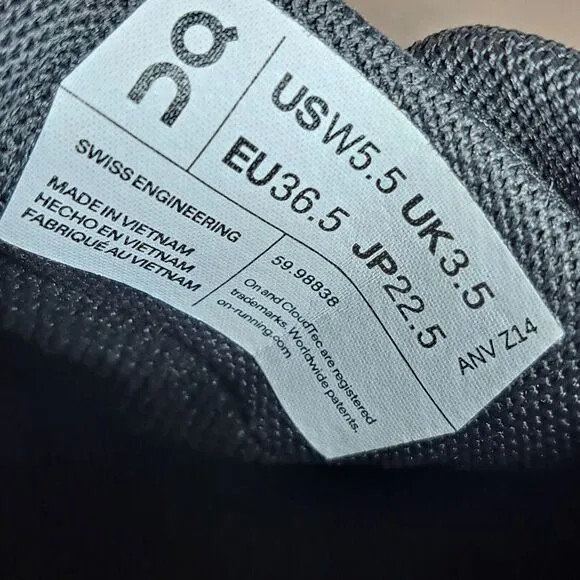 On
USW5.5 UK3.5
EU36.5 JP22.5
SWISS ENGINEERING
MADE IN VIETNAM
HECHO EN VIETNAM
FABRIQUÉ AU VIETNAM
59.98838
On and CloudTec are registered
trademarks. Worldwide patents.
on-running.com
ANV Z14